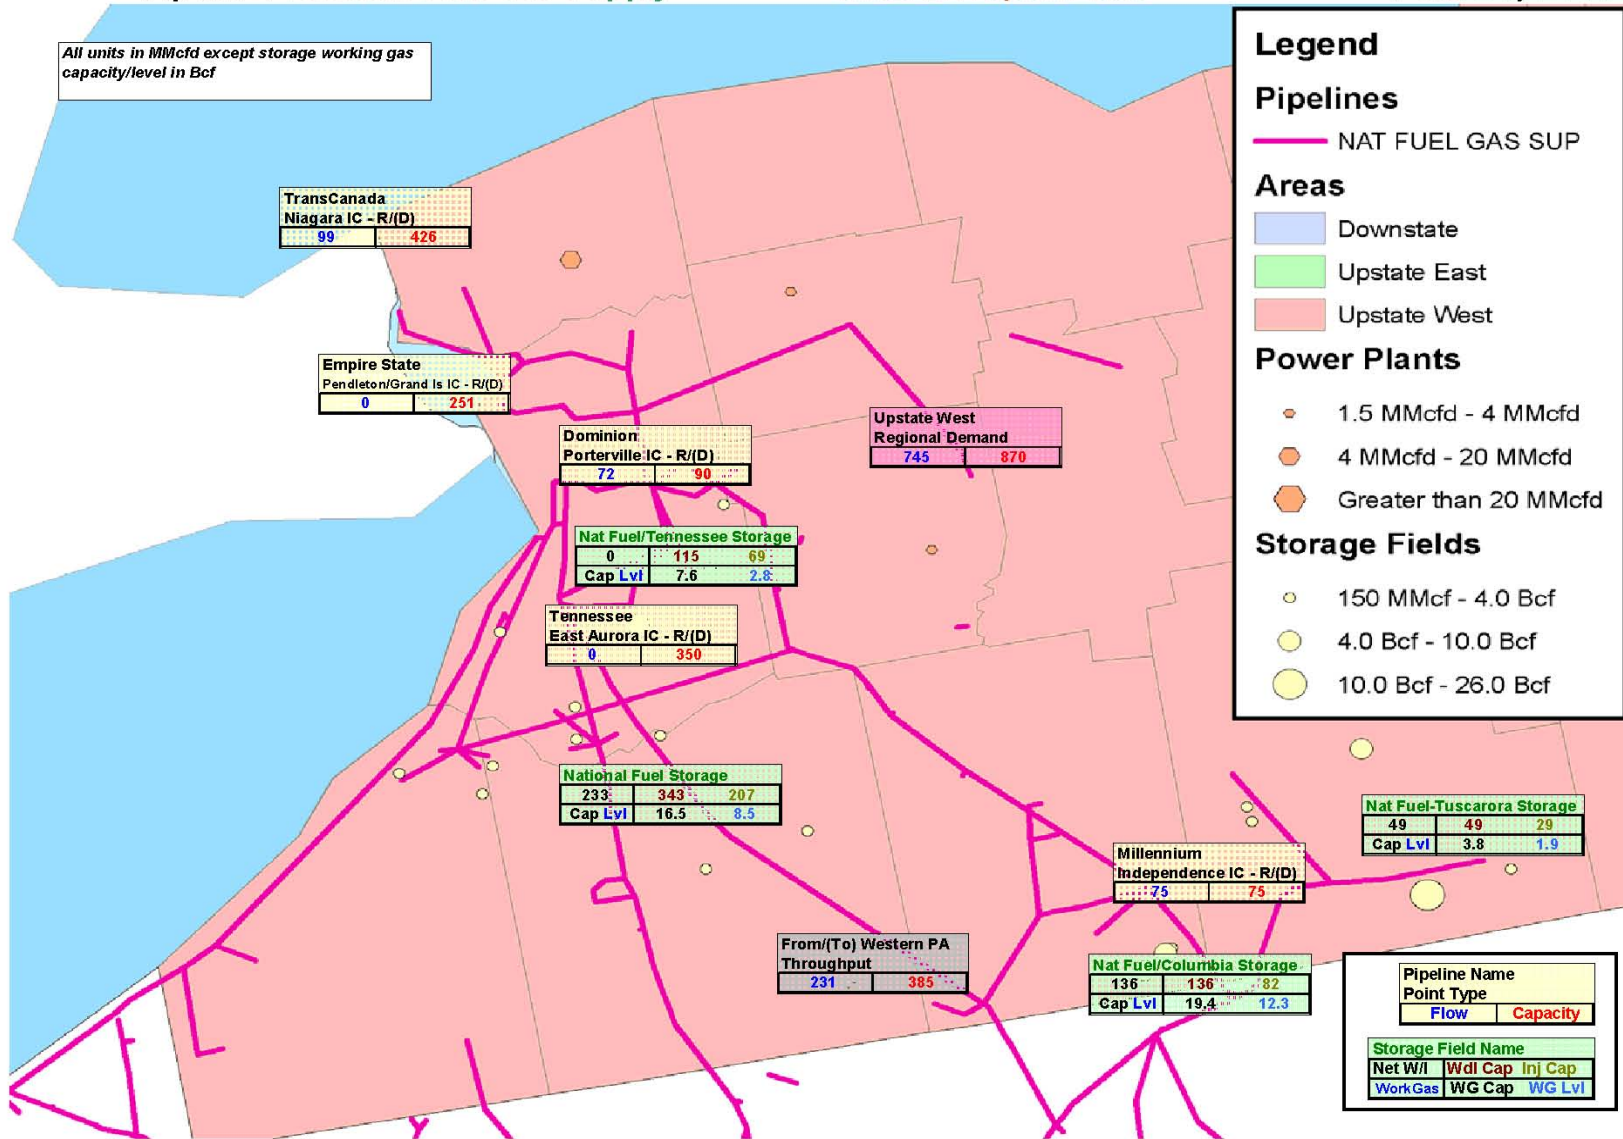 All units in MMcfd except storage working gas
capacity/level in Bcf
TransCanada
Niagara IC - R/(D)
99 426
Empire State
Pendleton/Grand Is IC - R/(D)
0 251
Dominion
Porterville IC - R/(D)
72 90
Upstate West
Regional Demand
745 870
Nat Fuel/Tennessee Storage
0 115 69
Cap Lvl 7.6 2.8
Tennessee
East Aurora IC - R/(D)
0 350
National Fuel Storage
233 343 207
Cap Lvl 16.5 8.5
Nat Fuel-Tuscarora Storage
49 49 29
Cap Lvl 3.8 1.9
Millennium
Independence IC - R/(D)
75 75
From/(To) Western PA
Throughput
231 385
Nat Fuel/Columbia Storage
136 136 82
Cap Lvl 19.4 12.3
Legend
Pipelines
NAT FUEL GAS SUP
Areas
Downstate
Upstate East
Upstate West
Power Plants
1.5 MMcfd - 4 MMcfd
4 MMcfd - 20 MMcfd
Greater than 20 MMcfd
Storage Fields
150 MMcf - 4.0 Bcf
4.0 Bcf - 10.0 Bcf
10.0 Bcf - 26.0 Bcf
Pipeline Name
Point Type
Flow Capacity
Storage Field Name
Net W/I Wdl Cap Inj Cap
WorkGas WG Cap WG Lvl